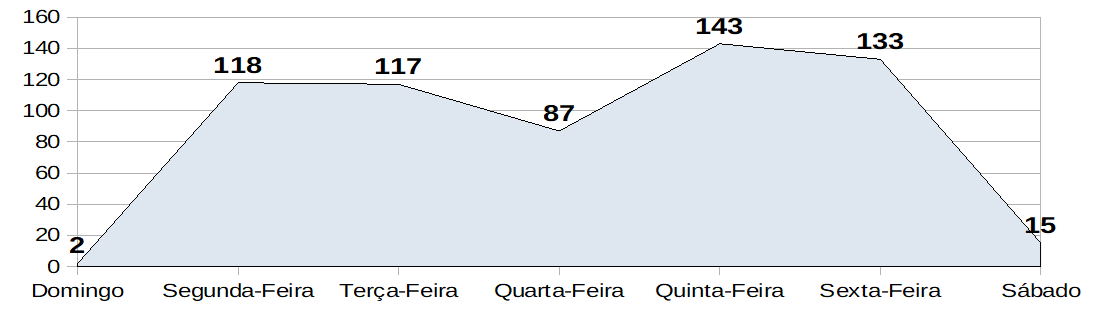 160
140
120
100
80
60
40
20
0
2
118
117
87
143
133
15
Domingo
Segunda-Feira
Terça-Feira
Quarta-Feira
Quinta-Feira
Sexta-Feira
Sábado